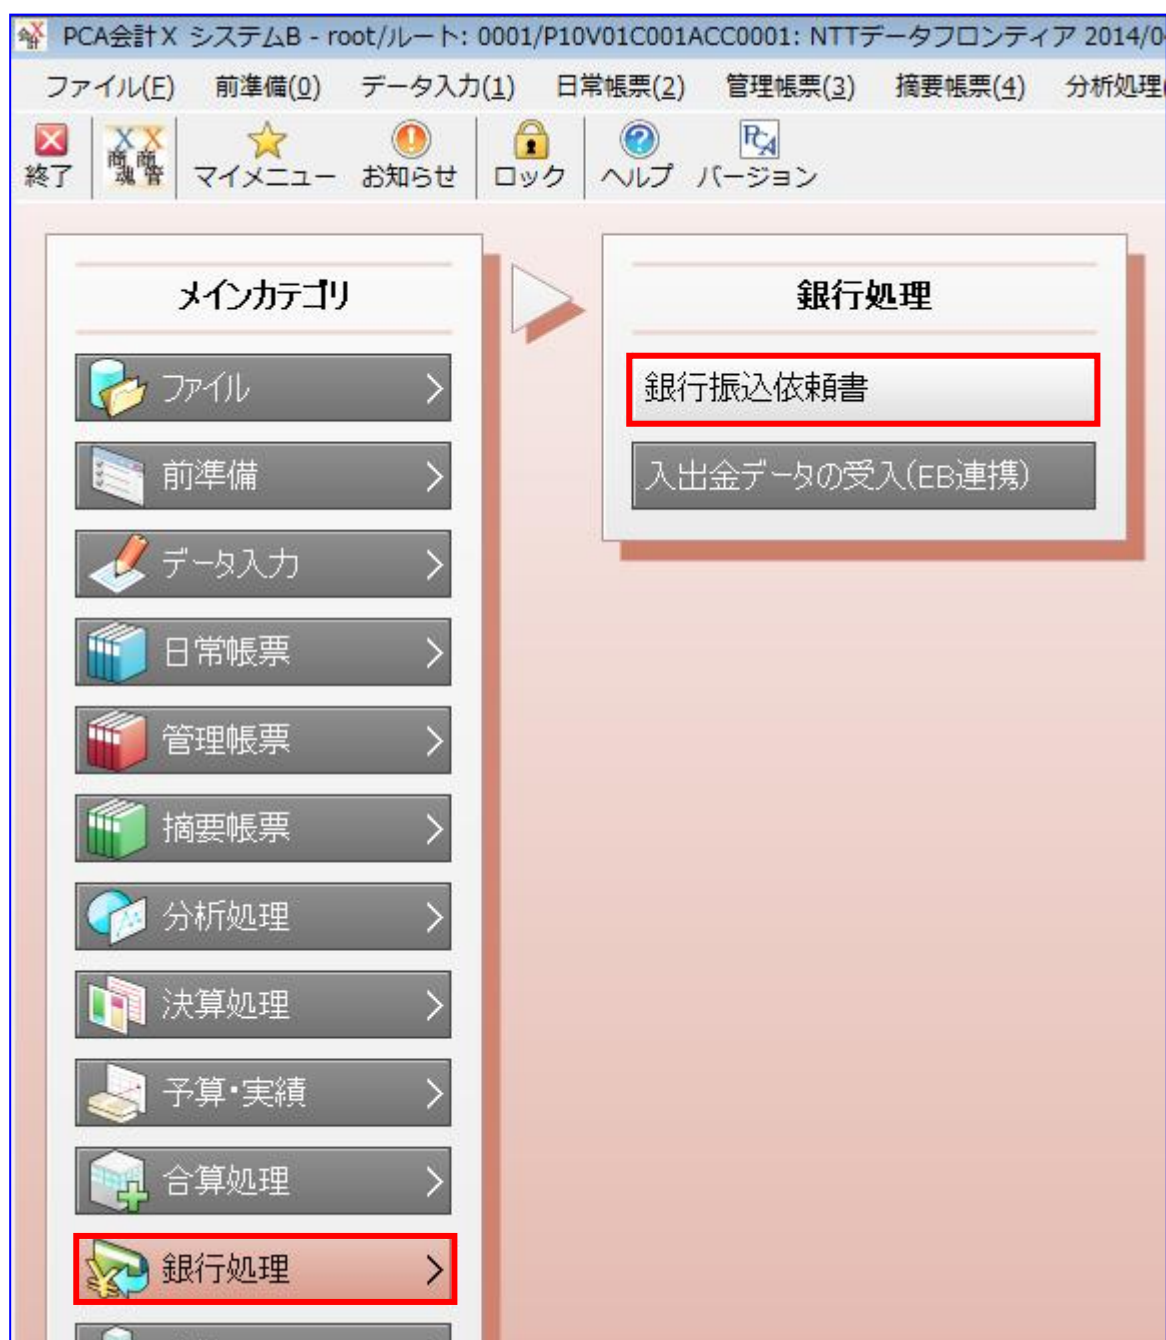 PCA会計X システムB - root/ルート: 0001/P10V01C001ACC0001: NTTデータフロンティア 2014/0
ファイル(F) 前準備(0) データ入力(1) 日常帳票(2) 管理帳票(3) 摘要帳票(4) 分析処理(
終了 XX商商魂管 マイメニュー お知らせ ロック ヘルプ PCA バージョン
メインカテゴリ
ファイル
前準備
データ入力
日常帳票
管理帳票
摘要帳票
分析処理
決算処理
予算・実績
合算処理
銀行処理
銀行処理
銀行振込依頼書
入出金データの受入(EB連携)